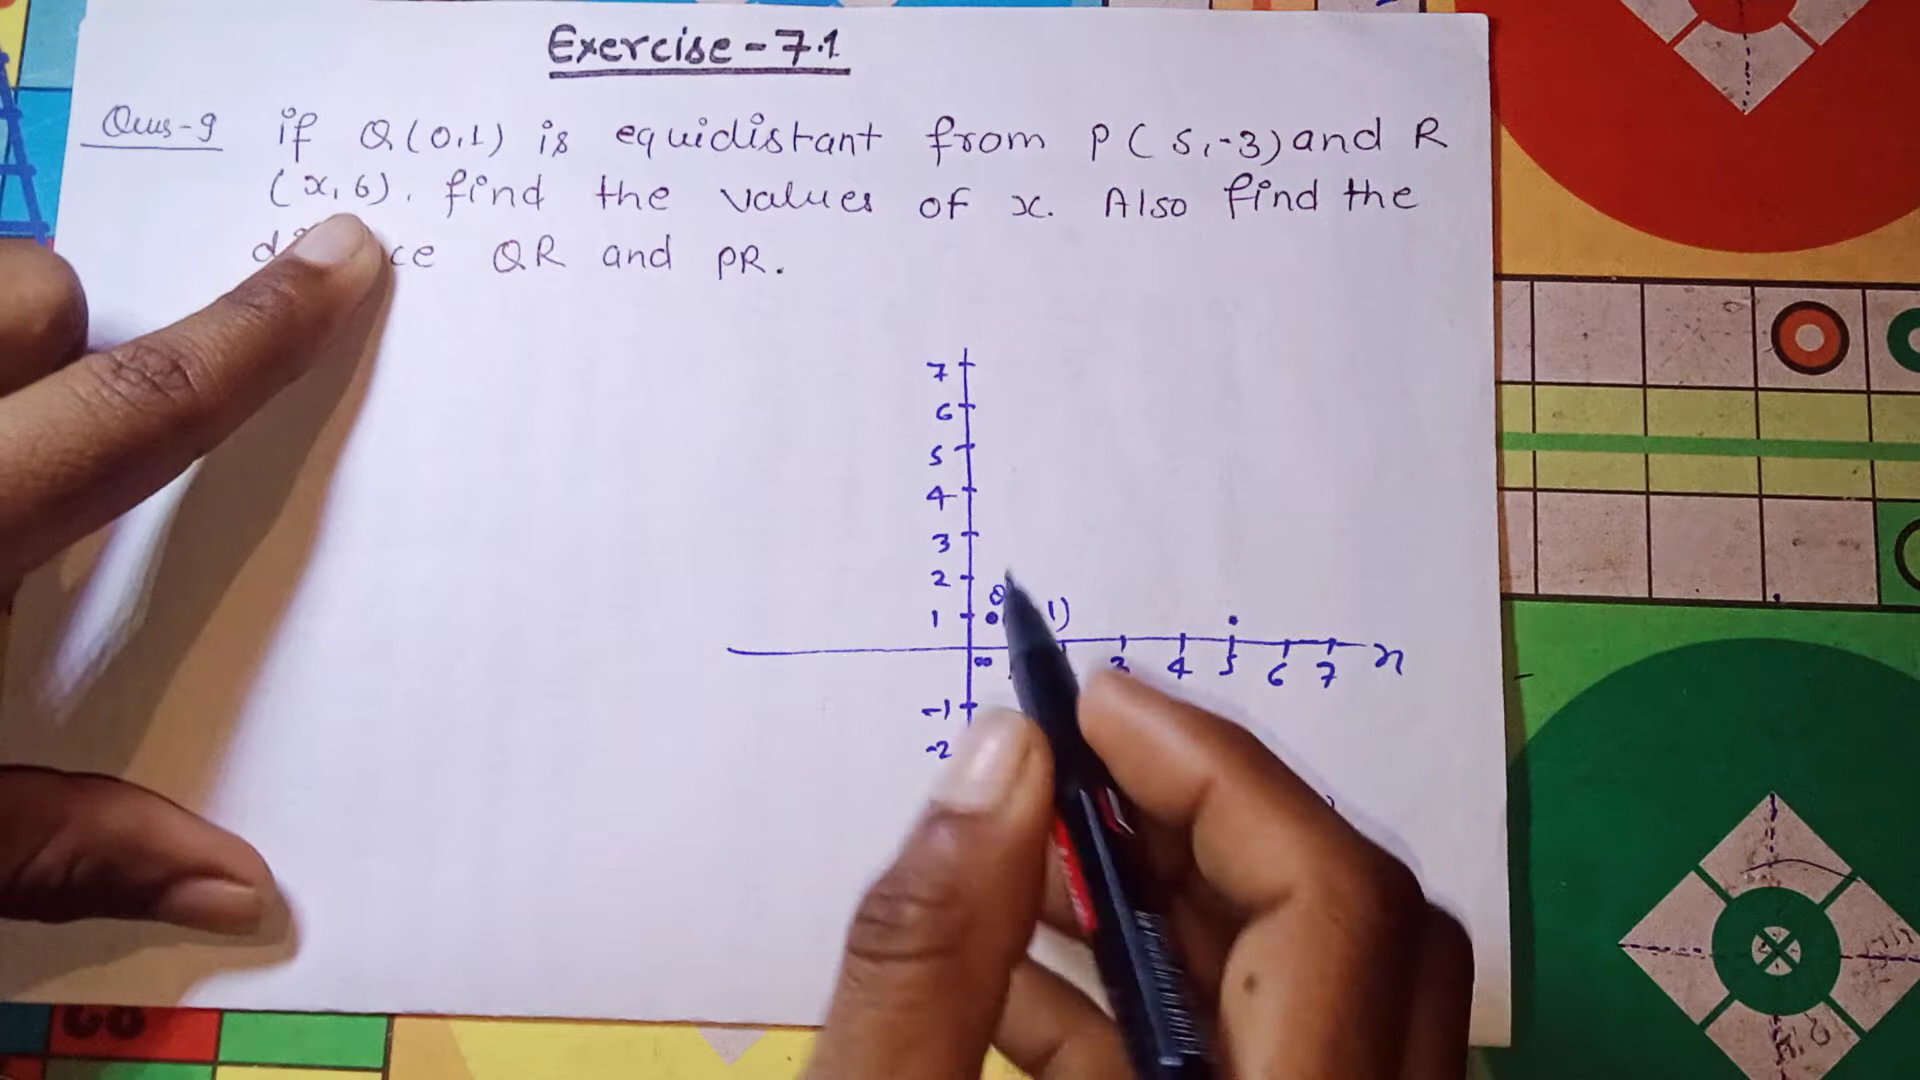 Exercise-7.1
Ques-9 if Q(0,1) is equidistant from P(5,-3) and R
(x,6). find the values of x. Also find the
QR and PR.
7
6
5
4
3
2
Q
1 1)
3 4 5 6 7 x
-1
-2